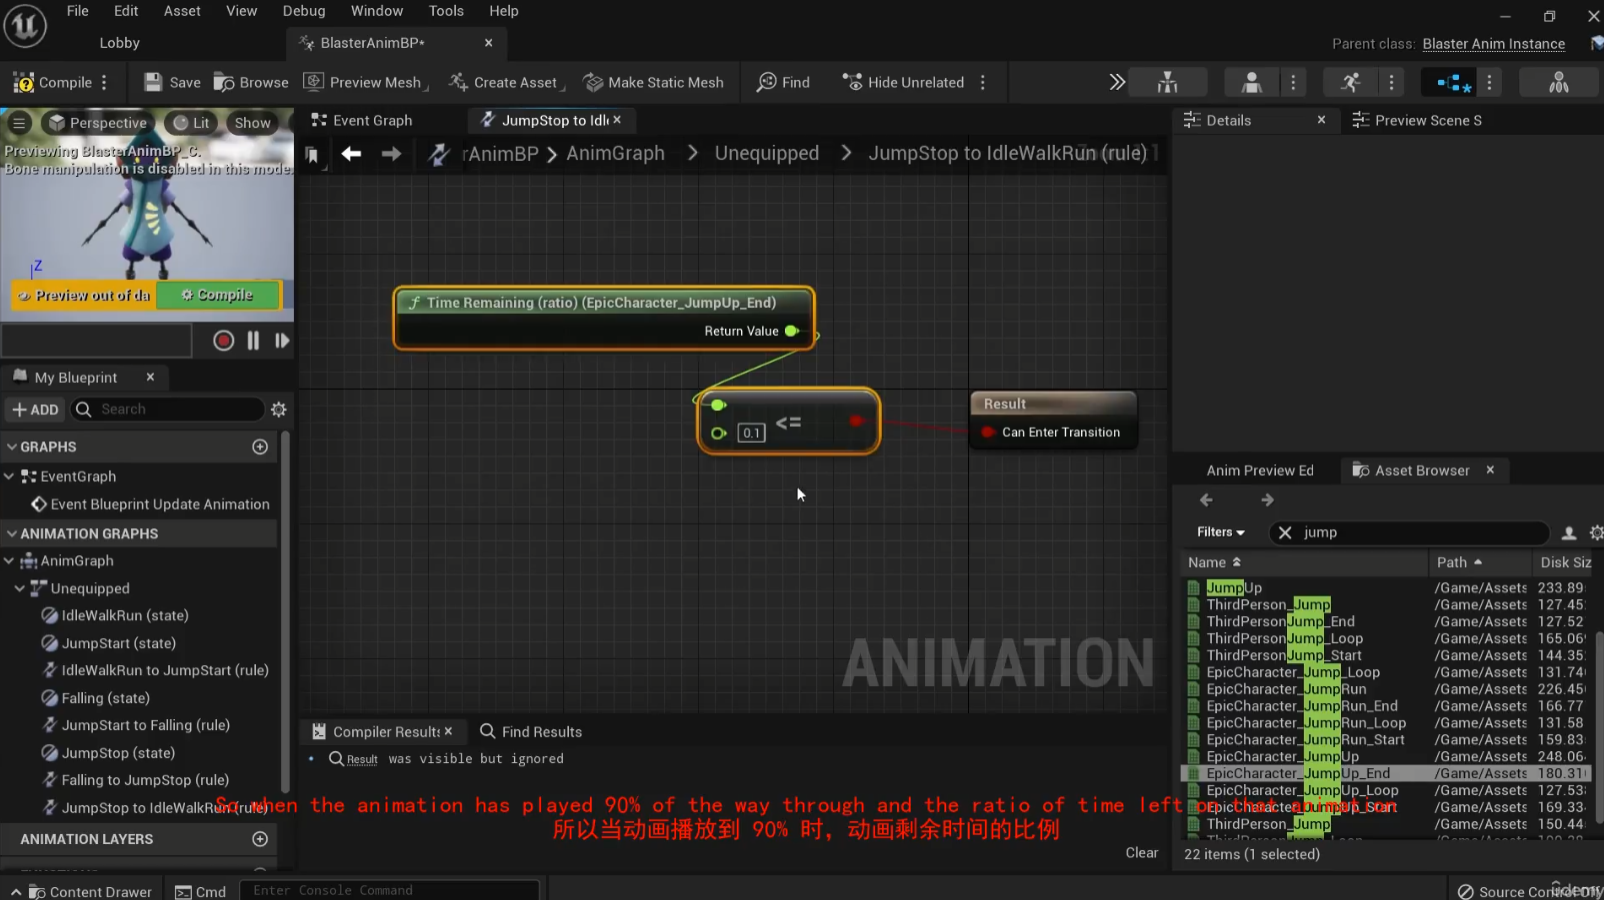 File Edit Asset View Debug Window Tools Help
Lobby
BlasterAnimBP*
Parent class: Blaster Anim Instance
Compile
Save
Browse
Preview Mesh
Create Asset
Make Static Mesh
Find
Hide Unrelated
Perspective
Lit
Show
Previewing BlasterAnimBP_C.
Bone manipulation is disabled in this mode.
Z
Preview out of da
Compile
Event Graph
JumpStop to Idl
rAnimBP > AnimGraph > Unequipped > JumpStop to IdleWalkRun (rule)
Time Remaining (ratio) (EpicCharacter_JumpUp_End)
Return Value
<=
0.1
Result
Can Enter Transition
ANIMATION
My Blueprint
+ ADD
Search
GRAPHS
EventGraph
Event Blueprint Update Animation
ANIMATION GRAPHS
AnimGraph
Unequipped
IdleWalkRun (state)
JumpStart (state)
IdleWalkRun to JumpStart (rule)
Falling (state)
JumpStart to Falling (rule)
JumpStop (state)
Falling to JumpStop (rule)
JumpStop to IdleWalkRun (rule)
ANIMATION LAYERS
Compiler Results
Find Results
Result was visible but ignored
Clear
Details
Preview Scene S
Anim Preview Ed
Asset Browser
Filters
jump
Name Path Disk Siz
JumpUp /Game/Assets 233.89
ThirdPerson_Jump /Game/Assets 127.45
ThirdPersonJump_End /Game/Assets 127.52
ThirdPersonJump_Loop /Game/Assets 165.06
ThirdPersonJump_Start /Game/Assets 144.35
EpicCharacter_Jump_Loop /Game/Assets 131.74
EpicCharacter_JumpRun /Game/Assets 226.45
EpicCharacter_JumpRun_End /Game/Assets 166.77
EpicCharacter_JumpRun_Loop /Game/Assets 131.58
EpicCharacter_JumpRun_Start /Game/Assets 159.83
EpicCharacter_JumpUp /Game/Assets 248.06
EpicCharacter_JumpUp_End /Game/Assets 180.31
EpicCharacter_JumpUp_Loop /Game/Assets 127.53
/Game/Assets 169.33
ThirdPerson_Jump /Game/Assets 150.44
22 items (1 selected)
So when the animation has played 90% of the way through and the ratio of time left on that animation
所以当动画播放到 90% 时，动画剩余时间的比例
Content Drawer
Cmd
Enter Console Command
Source Control Off
udemy